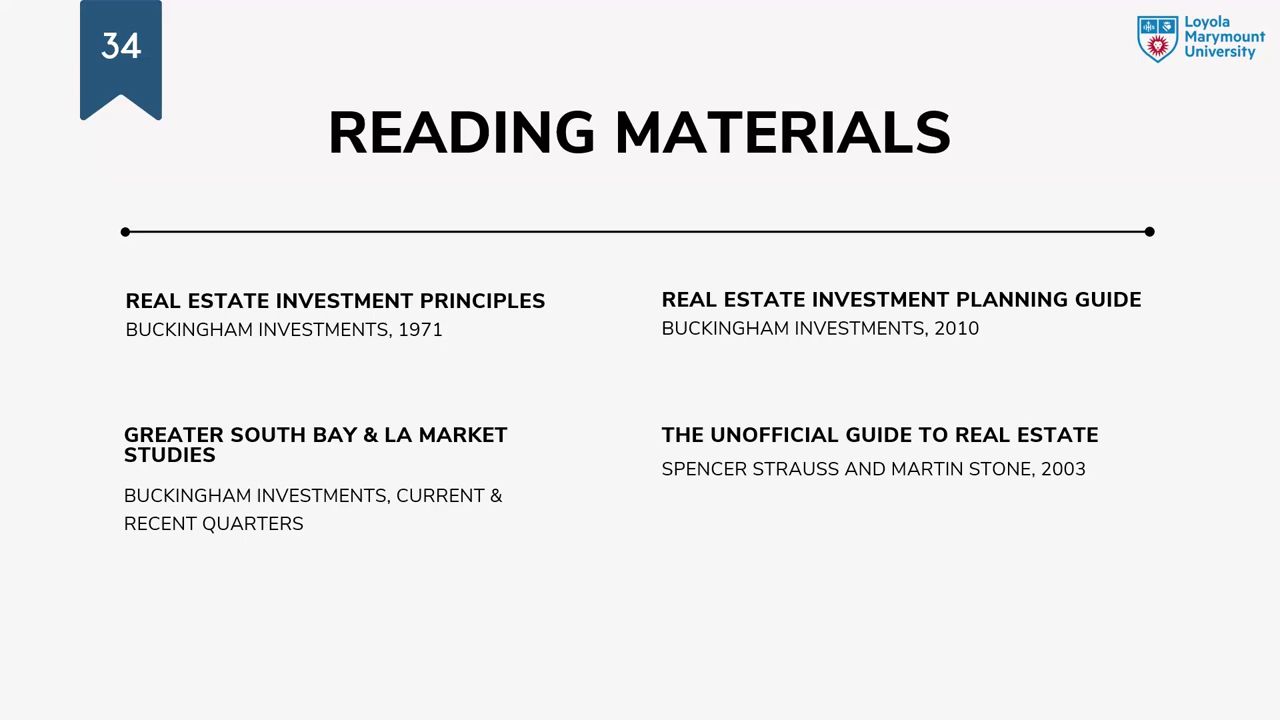 34
Loyola
Marymount
University
READING MATERIALS
REAL ESTATE INVESTMENT PRINCIPLES
BUCKINGHAM INVESTMENTS, 1971
REAL ESTATE INVESTMENT PLANNING GUIDE
BUCKINGHAM INVESTMENTS, 2010
GREATER SOUTH BAY & LA MARKET
STUDIES
BUCKINGHAM INVESTMENTS, CURRENT &
RECENT QUARTERS
THE UNOFFICIAL GUIDE TO REAL ESTATE
SPENCER STRAUSS AND MARTIN STONE, 2003